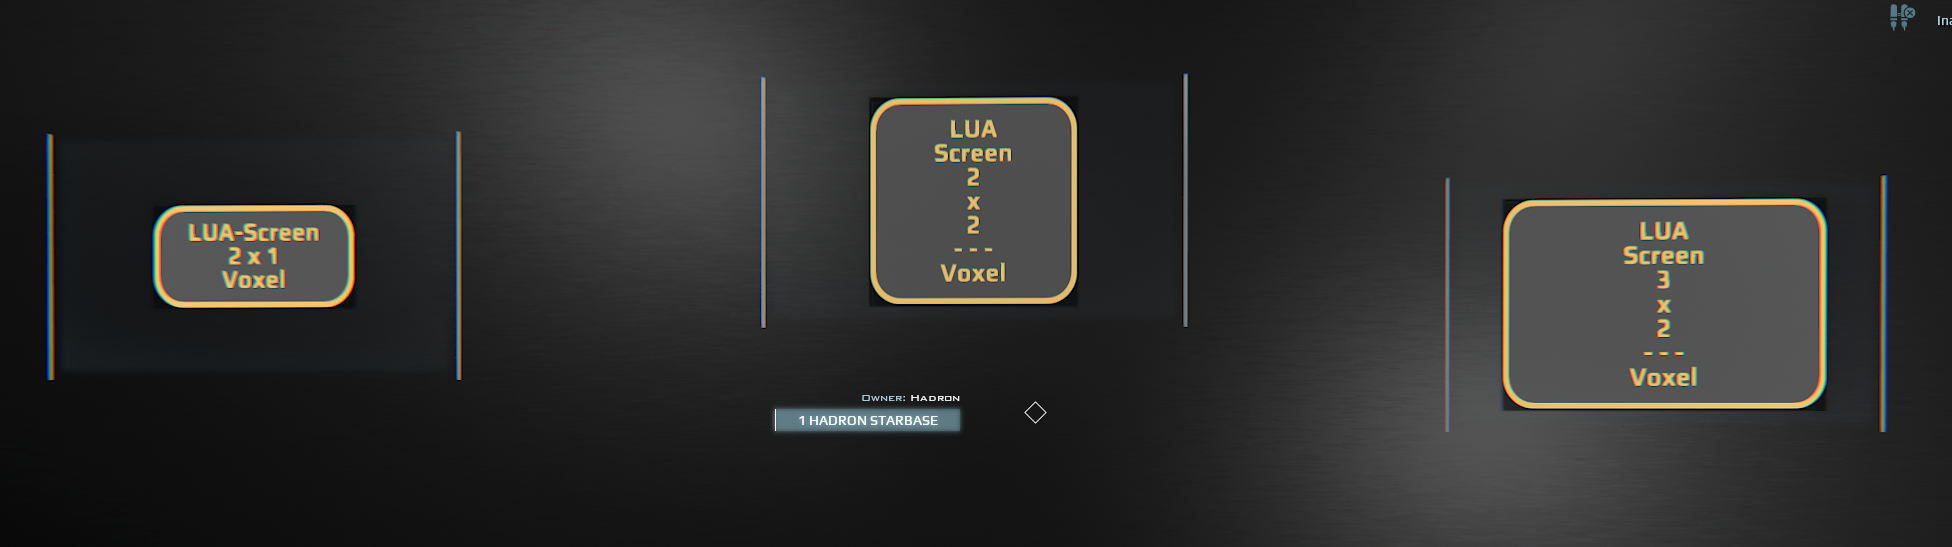 Ina
LUA-Screen
2 x 1
Voxel
LUA
Screen
2
x
2
---
Voxel
LUA
Screen
3
x
2
---
Voxel
OWNER: HADRON
1 HADRON STARBASE